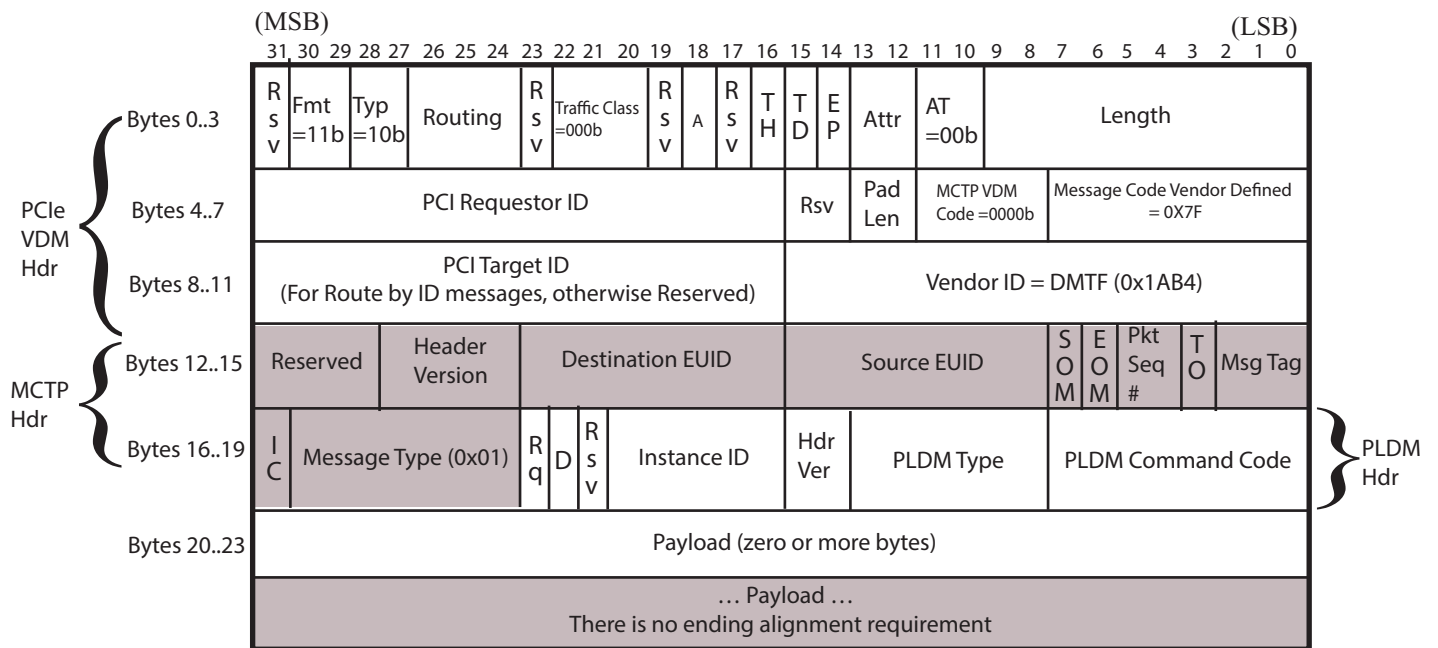 (MSB) (LSB)
31 30 29 28 27 26 25 24 23 22 21 20 19 18 17 16 15 14 13 12 11 10 9 8 7 6 5 4 3 2 1 0
PCIe
VDM
Hdr
Bytes 0..3
R
s
v
Fmt
=11b
Typ
=10b
Routing
R
s
v
Traffic Class
=000b
R
s
v
A
R
s
v
T
H
T
D
E
P
Attr
AT
=00b
Length
Bytes 4..7
PCI Requestor ID
Rsv
Pad
Len
MCTP VDM
Code =0000b
Message Code Vendor Defined
= 0X7F
Bytes 8..11
PCI Target ID
(For Route by ID messages, otherwise Reserved)
Vendor ID = DMTF (0x1AB4)
MCTP
Hdr
Bytes 12..15
Reserved
Header
Version
Destination EUID
Source EUID
S
O
M
E
O
M
Pkt
Seq
#
T
O
Msg Tag
Bytes 16..19
I
C
Message Type (0x01)
R
q
D
R
s
v
Instance ID
Hdr
Ver
PLDM Type
PLDM Command Code
PLDM
Hdr
Bytes 20..23
Payload (zero or more bytes)
… Payload …
There is no ending alignment requirement